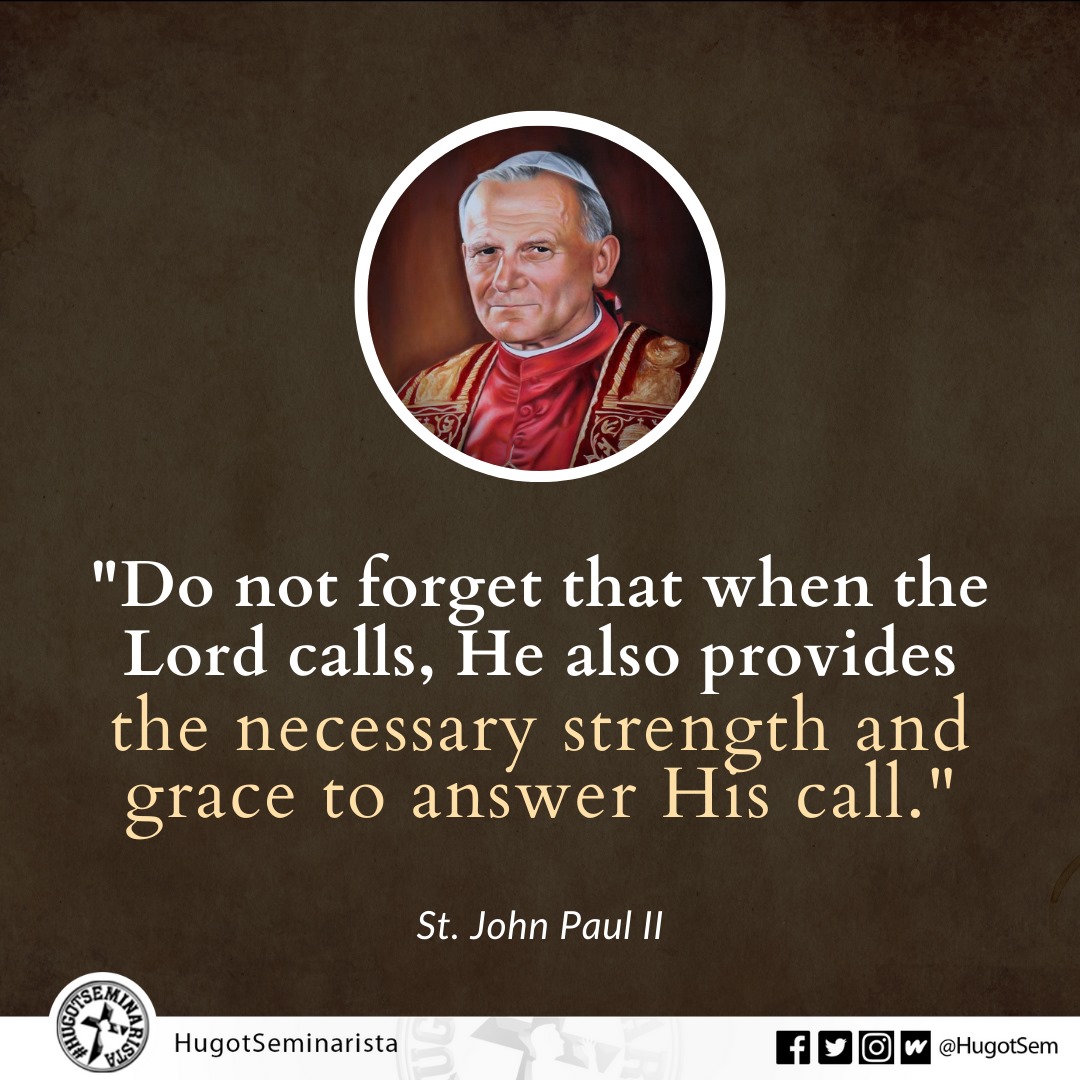 "Do not forget that when the
Lord calls, He also provides
the necessary strength and
grace to answer His call."
St. John Paul II
#HUGOTSEMINARISTA
HugotSeminarista
@HugotSem